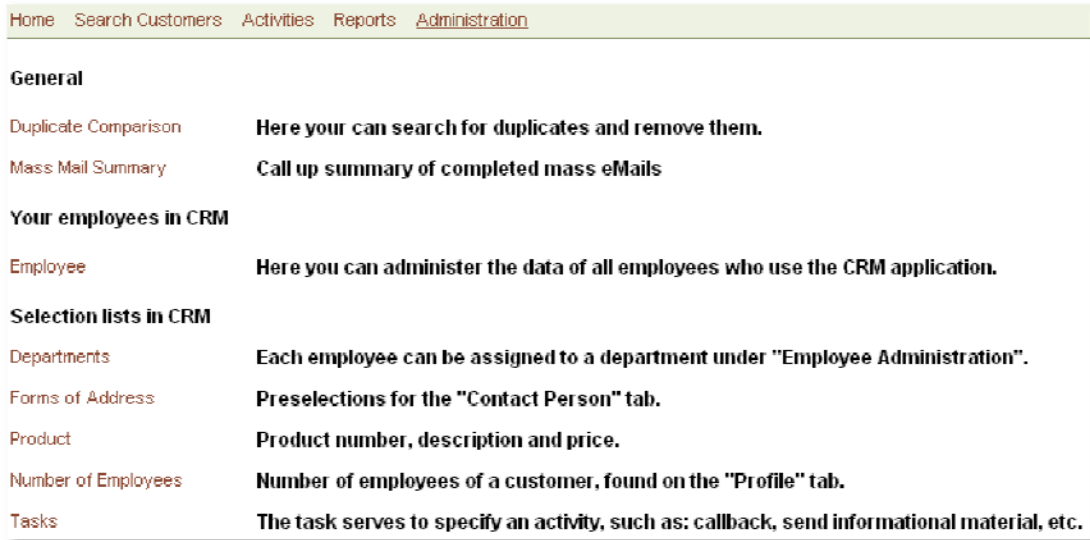 Home Search Customers Activities Reports Administration
General
Duplicate Comparison Here your can search for duplicates and remove them.
Mass Mail Summary Call up summary of completed mass eMails
Your employees in CRM
Employee Here you can administer the data of all employees who use the CRM application.
Selection lists in CRM
Departments Each employee can be assigned to a department under "Employee Administration".
Forms of Address Preselections for the "Contact Person" tab.
Product Product number, description and price.
Number of Employees Number of employees of a customer, found on the "Profile" tab.
Tasks The task serves to specify an activity, such as: callback, send informational material, etc.